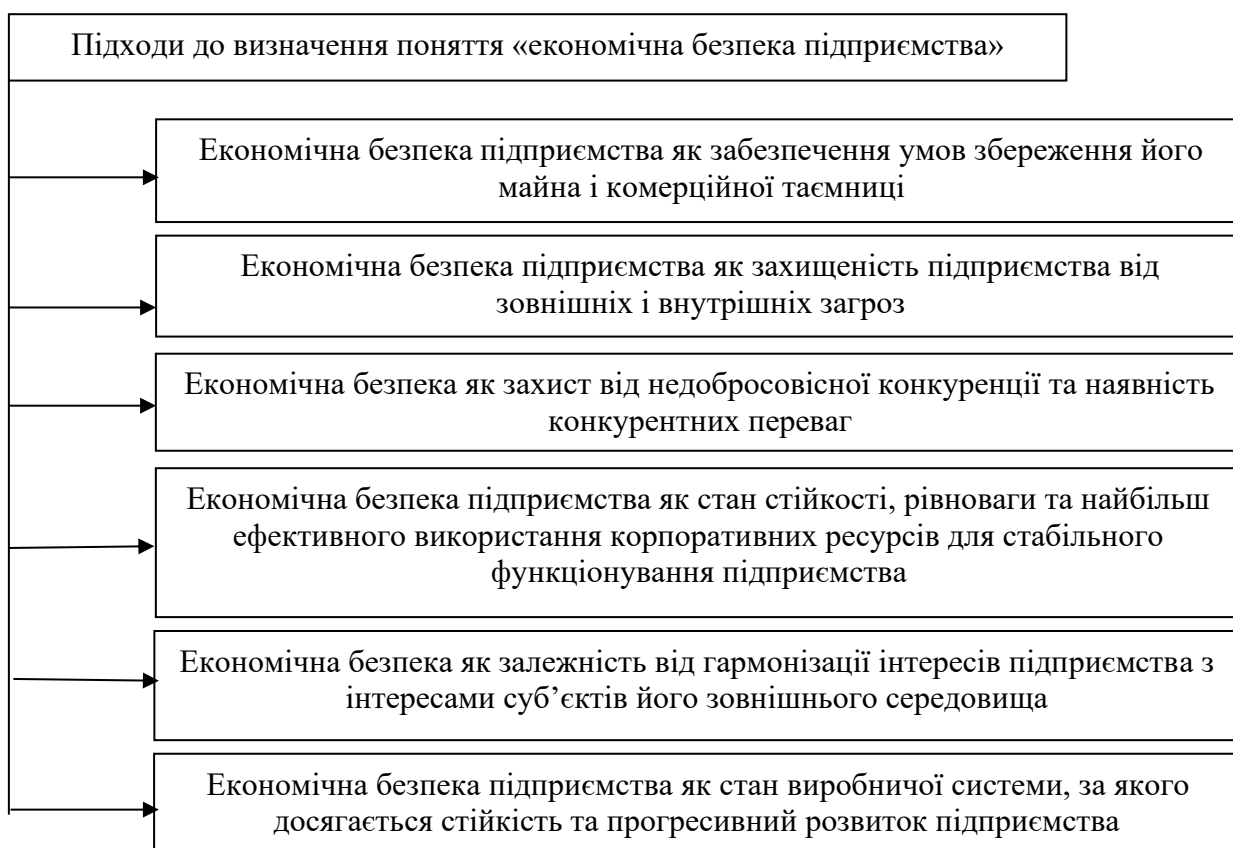 Підходи до визначення поняття «економічна безпека підприємства»
Економічна безпека підприємства як забезпечення умов збереження його
майна і комерційної таємниці
Економічна безпека підприємства як захищеність підприємства від
зовнішніх і внутрішніх загроз
Економічна безпека як захист від недобросовісної конкуренції та наявність
конкурентних переваг
Економічна безпека підприємства як стан стійкості, рівноваги та найбільш
ефективного використання корпоративних ресурсів для стабільного
функціонування підприємства
Економічна безпека як залежність від гармонізації інтересів підприємства з
інтересами суб’єктів його зовнішнього середовища
Економічна безпека підприємства як стан виробничої системи, за якого
досягається стійкість та прогресивний розвиток підприємства